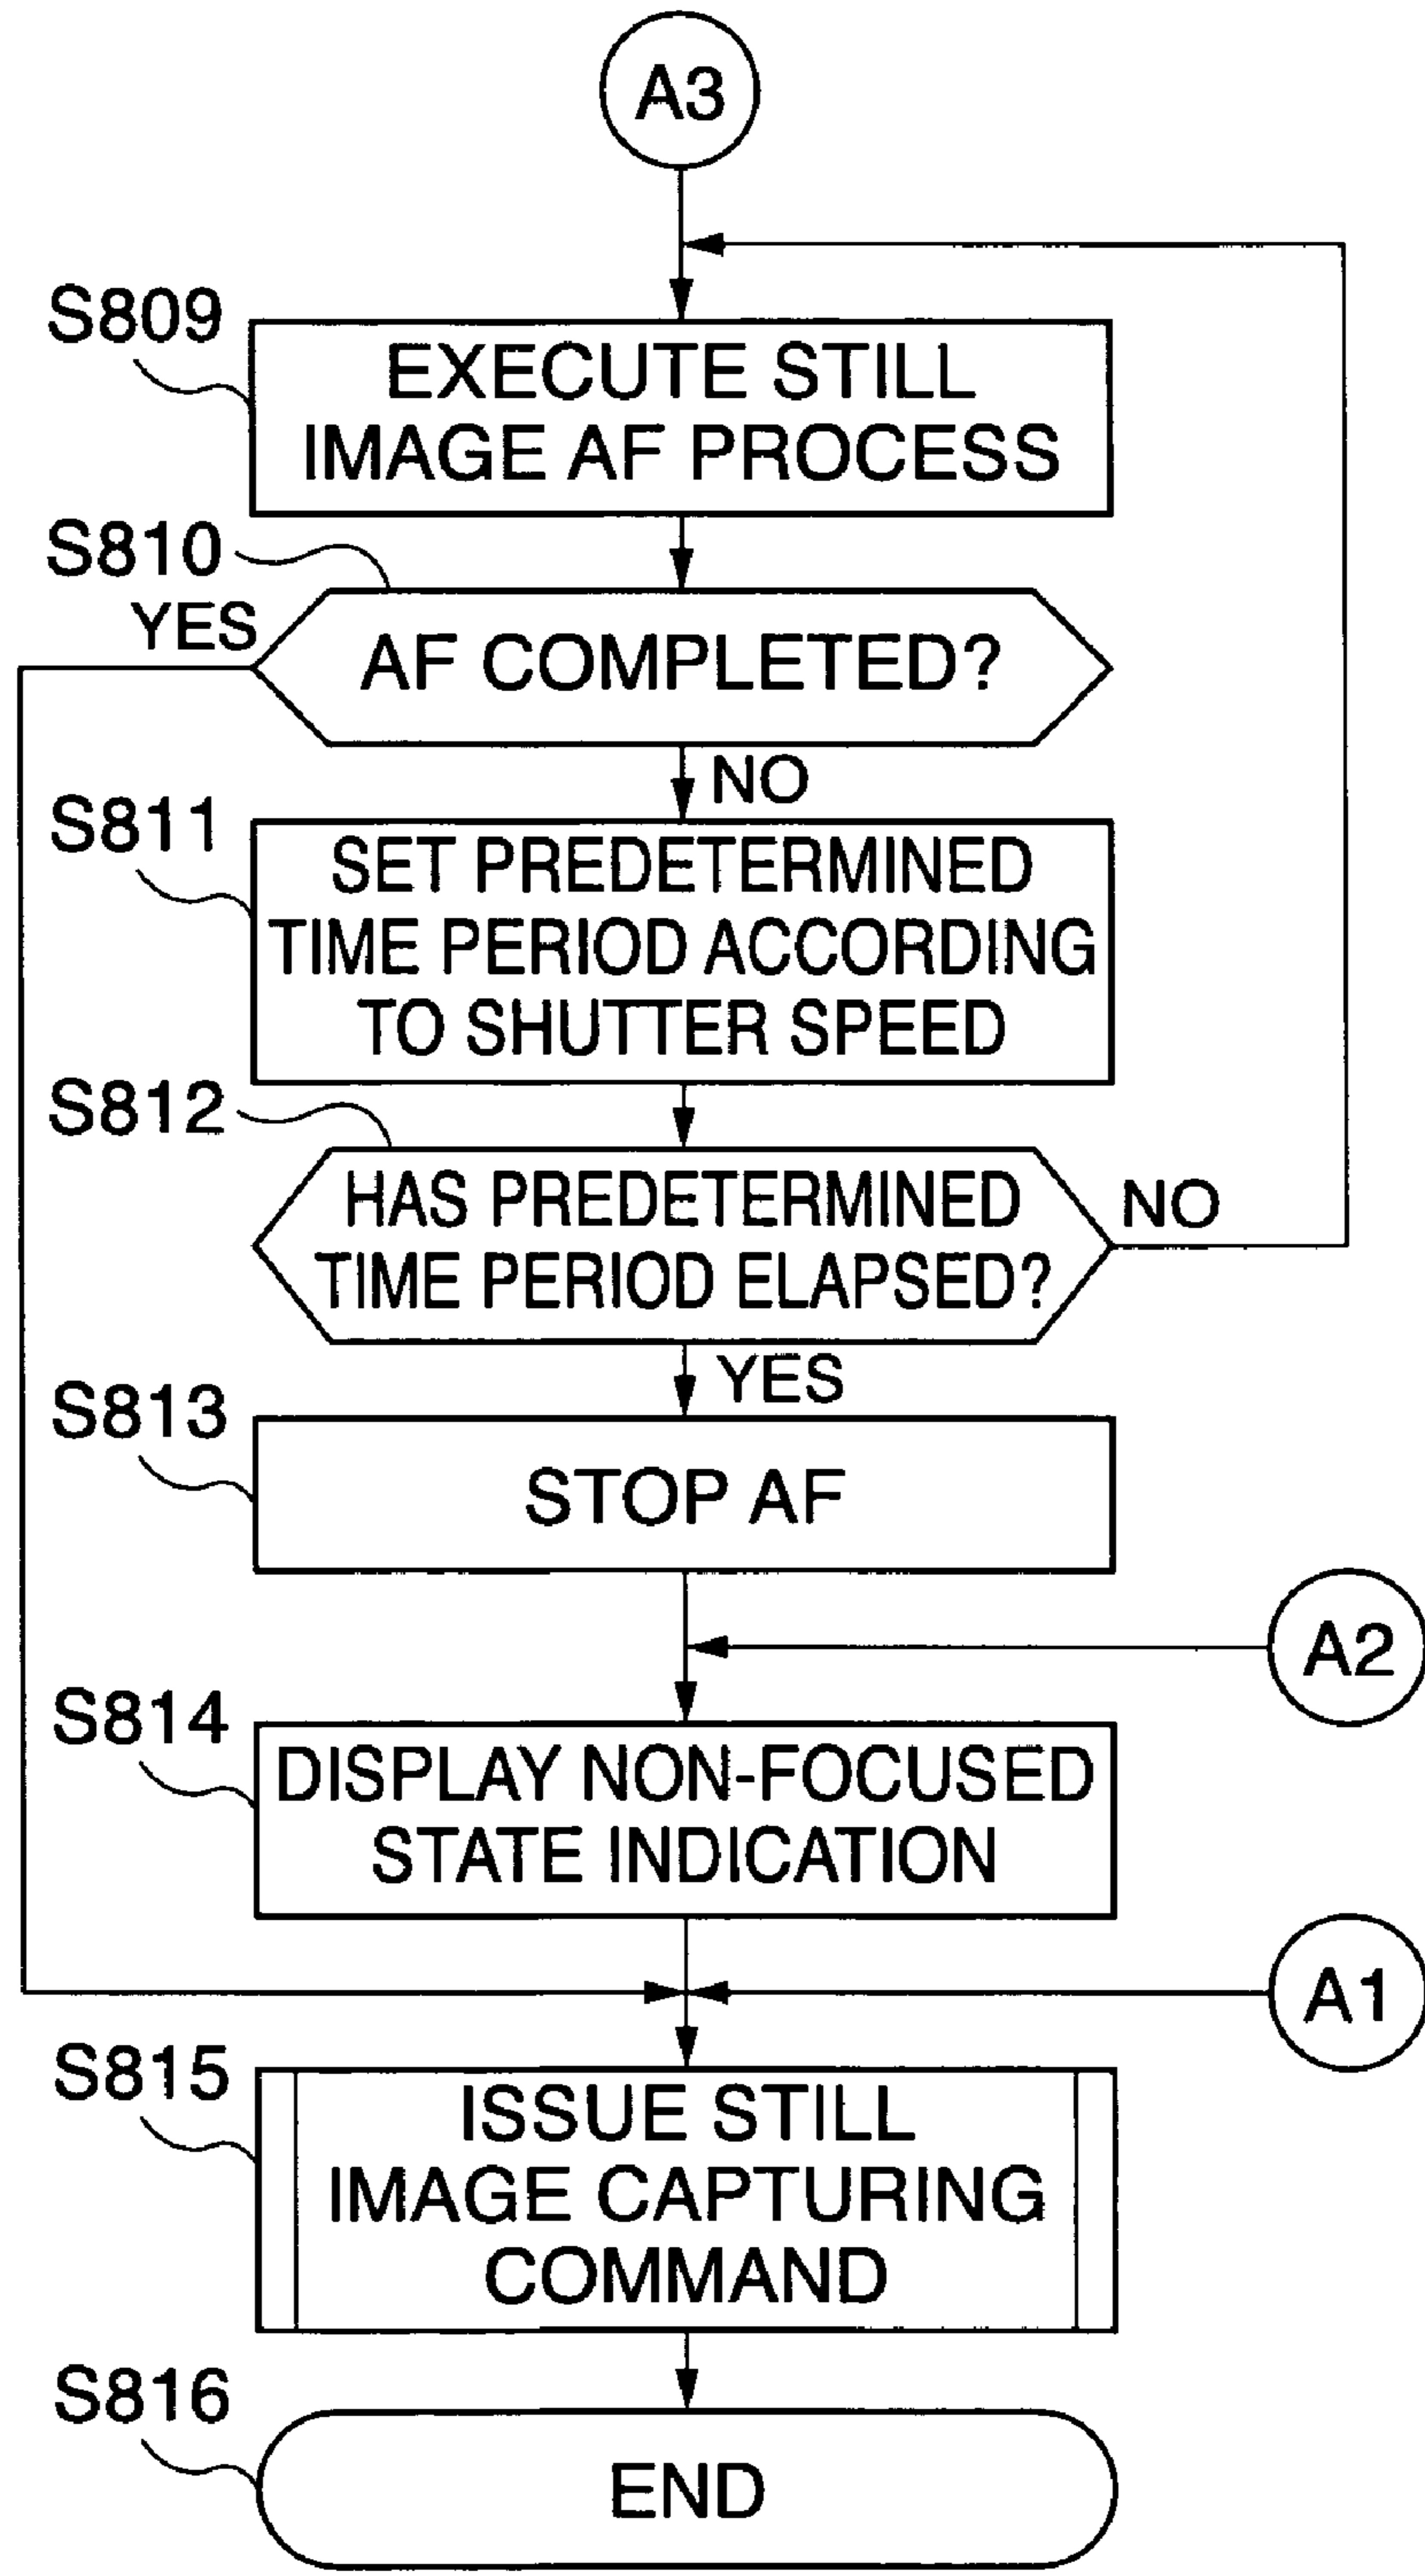 A3
S809
EXECUTE STILL
IMAGE AF PROCESS
S810
YES
AF COMPLETED?
NO
S811
SET PREDETERMINED
TIME PERIOD ACCORDING
TO SHUTTER SPEED
S812
HAS PREDETERMINED
TIME PERIOD ELAPSED?
NO
YES
S813
STOP AF
A2
S814
DISPLAY NON-FOCUSED
STATE INDICATION
A1
S815
ISSUE STILL
IMAGE CAPTURING
COMMAND
S816
END